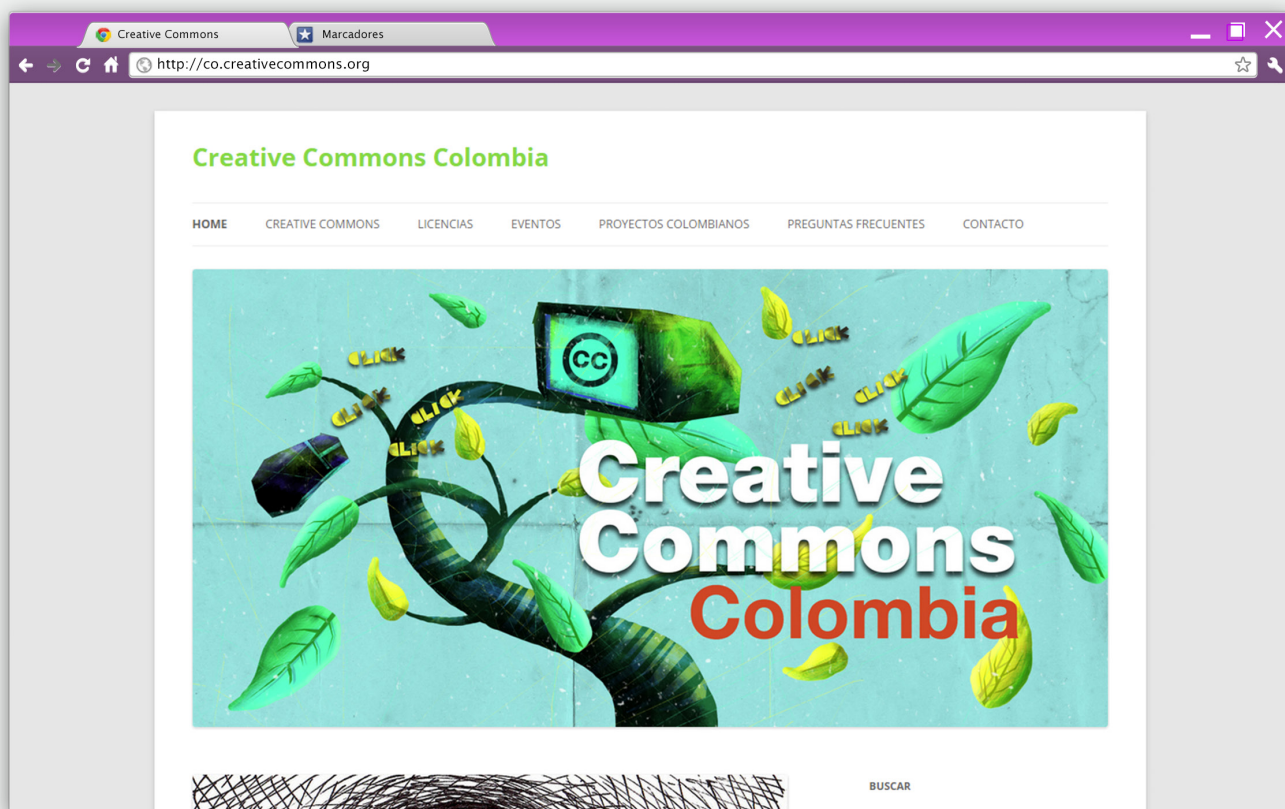 Creative Commons
Marcadores
http://co.creativecommons.org
Creative Commons Colombia
HOME CREATIVE COMMONS LICENCIAS EVENTOS PROYECTOS COLOMBIANOS PREGUNTAS FRECUENTES CONTACTO
cc
CLICK
CLICK
CLICK
CLICK
CLICK
CLICK
CLICK
CLICK
Creative
Commons
Colombia
BUSCAR